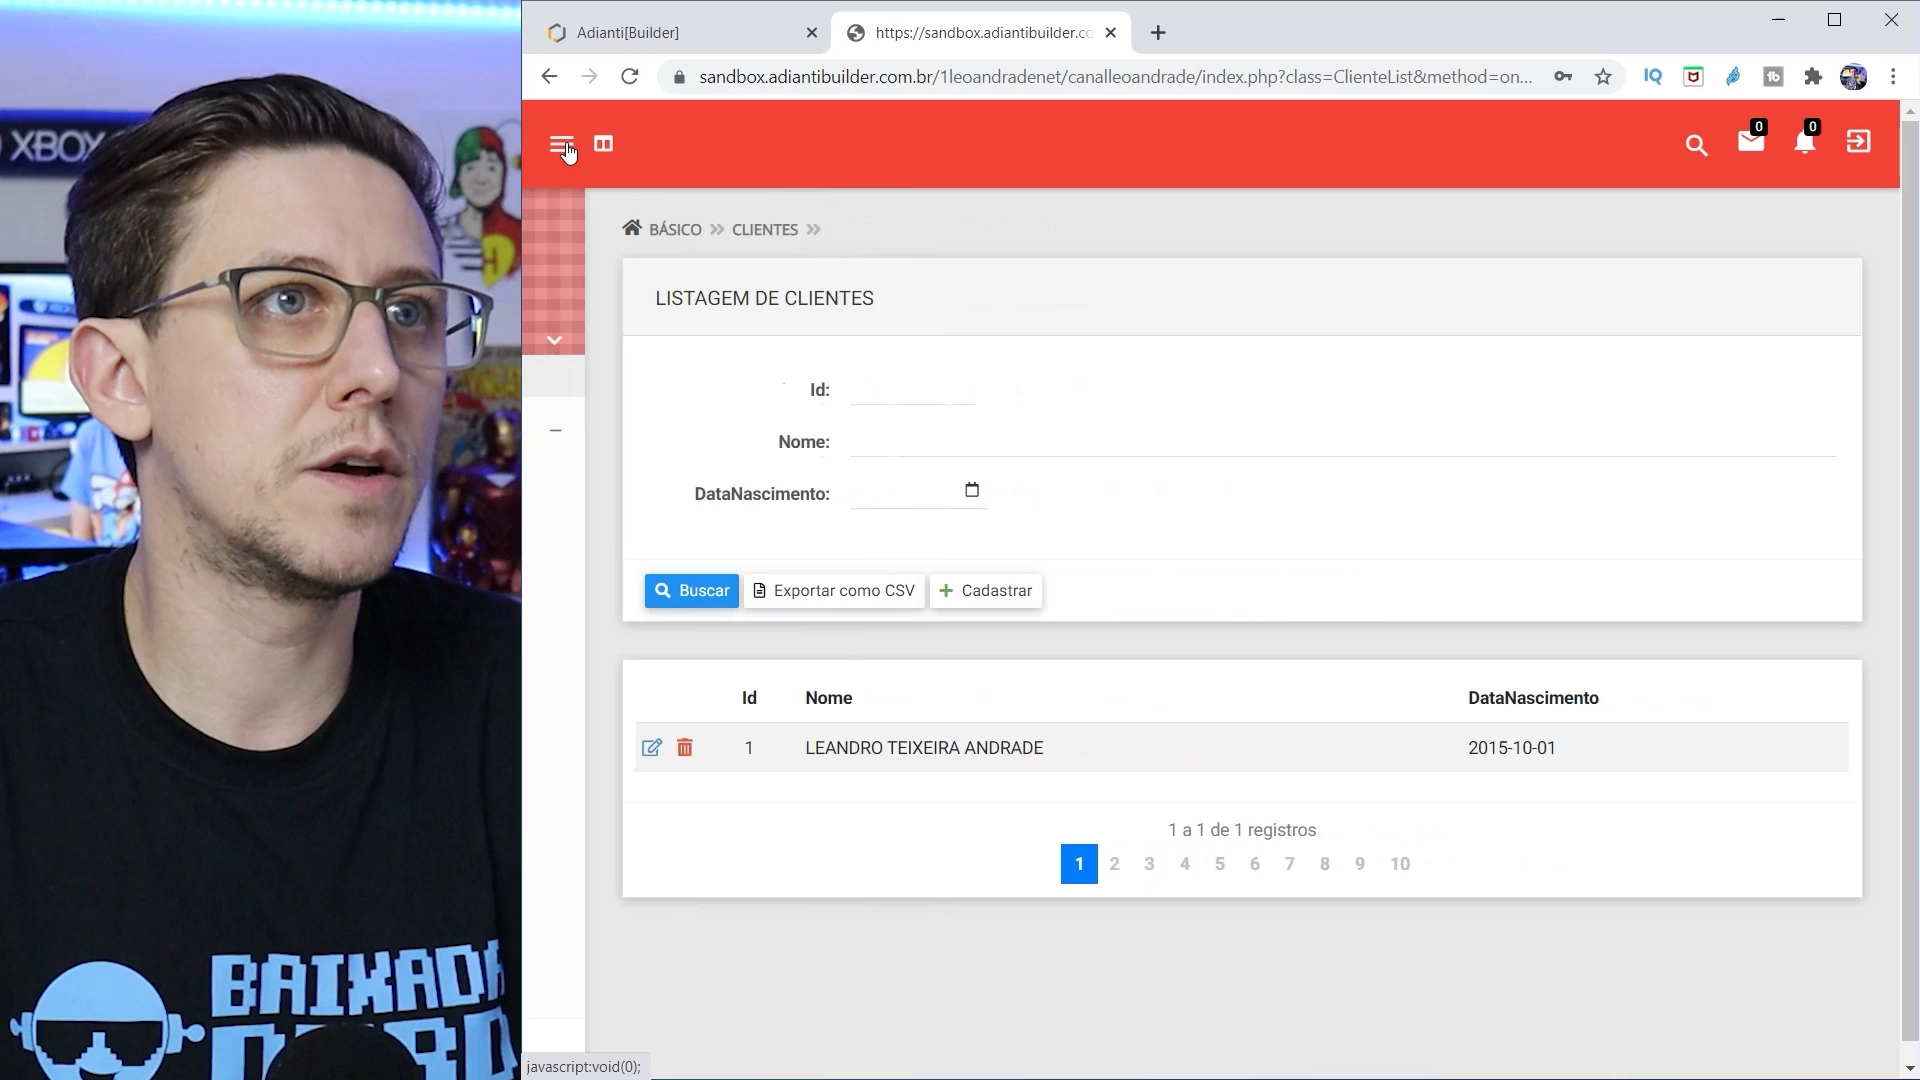 XBOX
Adianti[Builder]
https://sandbox.adiantibuilder.co
sandbox.adiantibuilder.com.br/1leoandradenet/canalleoandrade/index.php?class=ClienteList&method=on...
IQ
tb
0
0
BÁSICO » CLIENTES »
LISTAGEM DE CLIENTES
Id:
Nome:
DataNascimento:
Buscar
Exportar como CSV
Cadastrar
Id Nome DataNascimento
1 LEANDRO TEIXEIRA ANDRADE 2015-10-01
1 a 1 de 1 registros
1 2 3 4 5 6 7 8 9 10
BAIXADA
javascript:void(0);